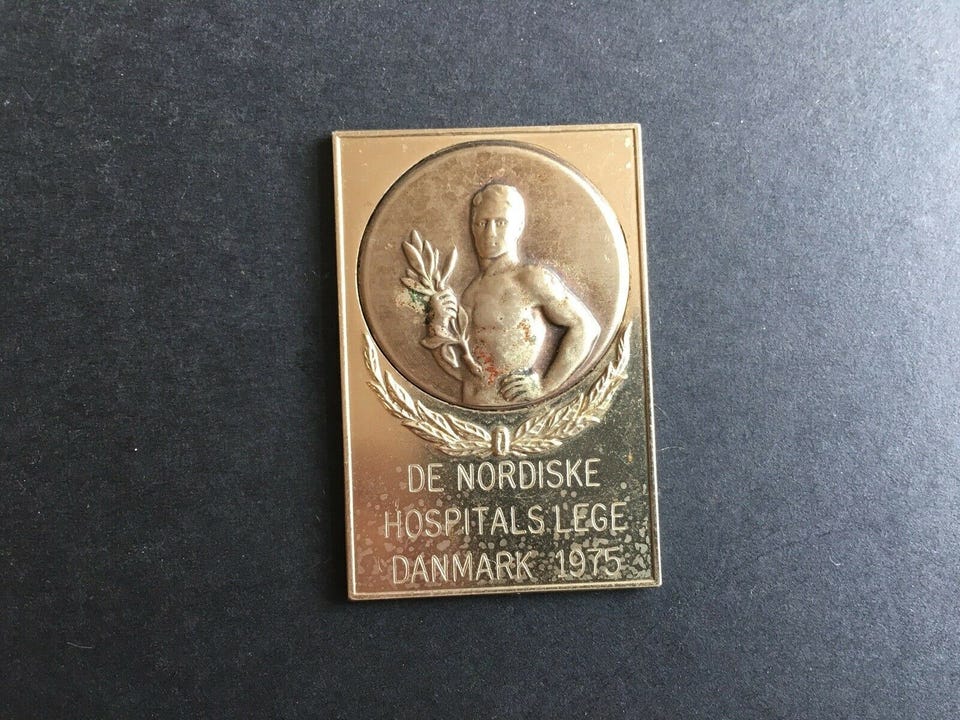 DE NORDISKE
HOSPITALS LEGE
DANMARK 1975